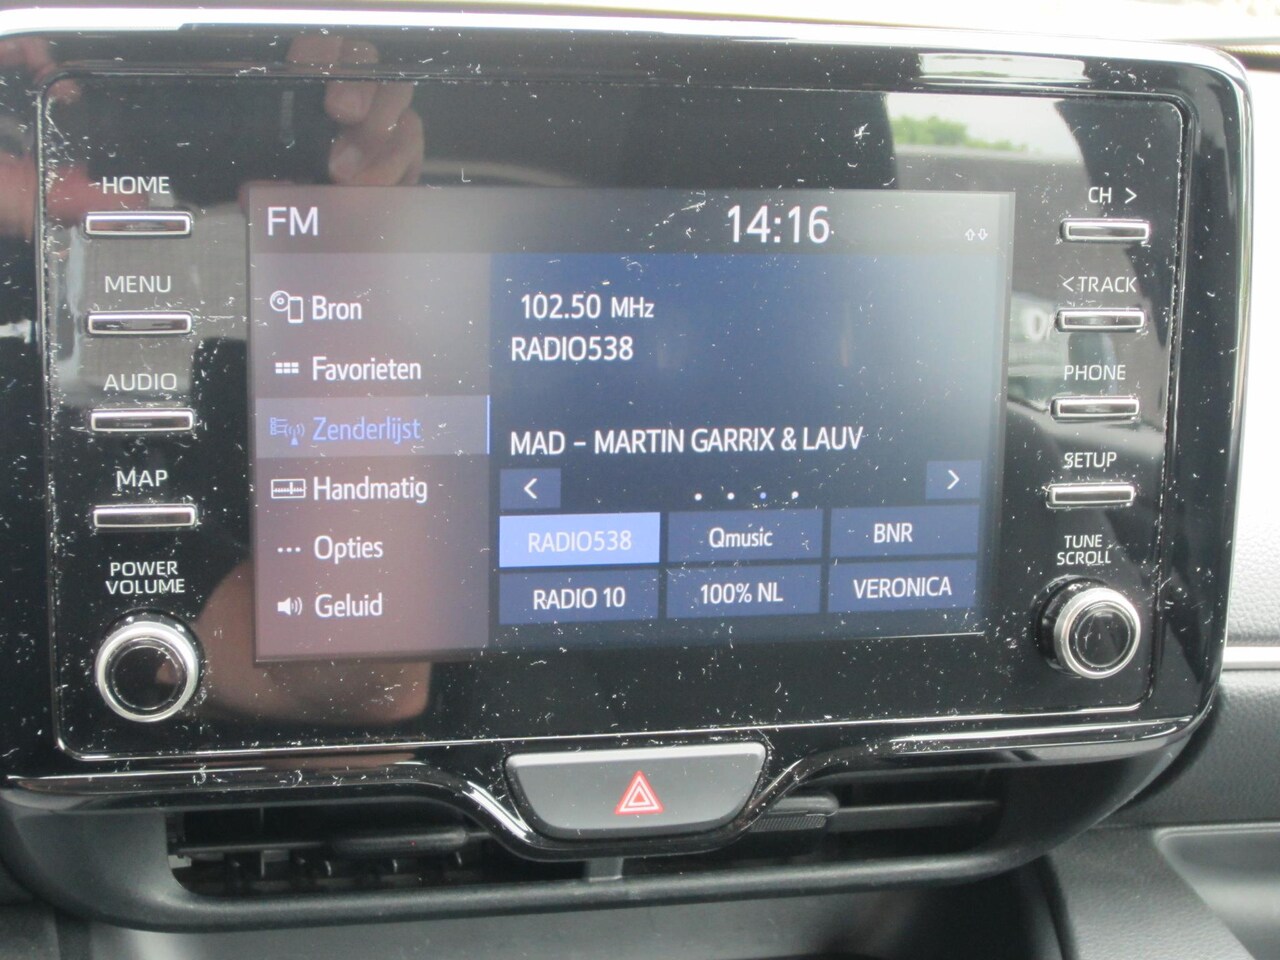 HOME
MENU
AUDIO
MAP
POWER
VOLUME
FM
14:16
Bron
Favorieten
Zenderlijst
Handmatig
Opties
Geluid
102.50 MHz
RADIO538
MAD – MARTIN GARRIX & LAUV
< >
RADIO538 Qmusic BNR
RADIO 10 100% NL VERONICA
CH >
< TRACK
PHONE
SETUP
TUNE
SCROLL